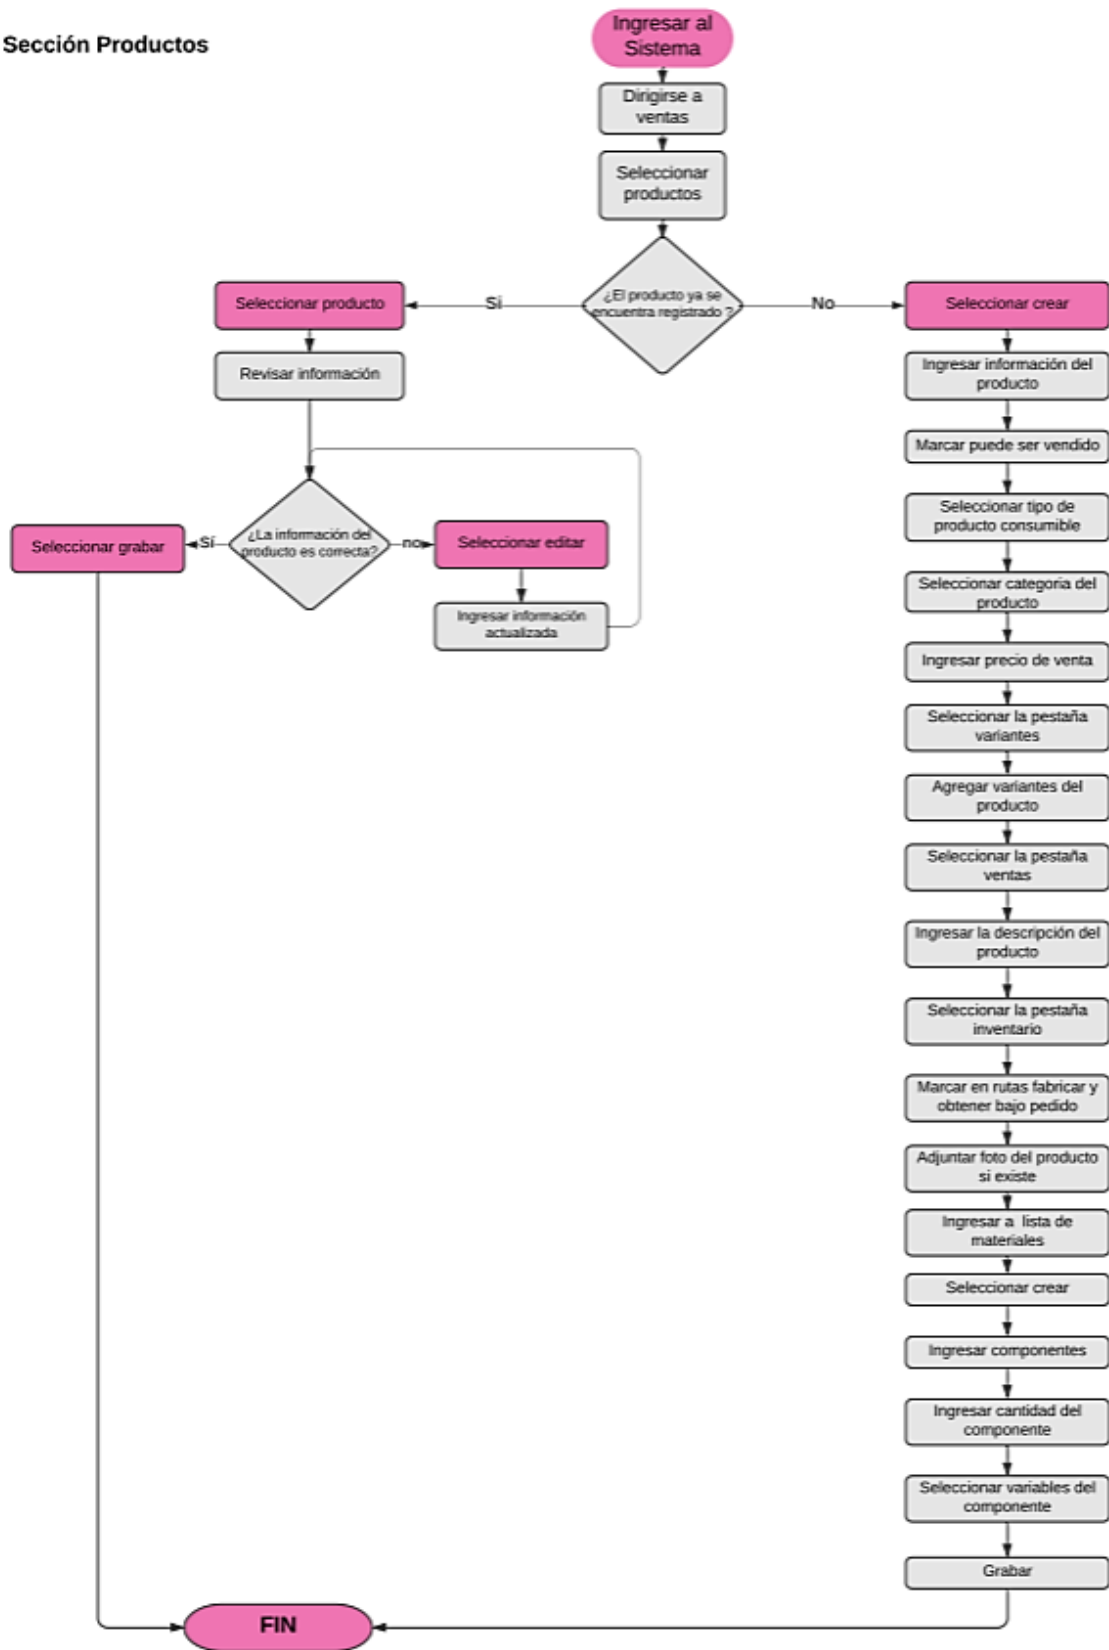 Sección Productos
Ingresar al
Sistema
Dirigirse a
ventas
Seleccionar
productos
¿El producto ya se
encuentra registrado ?
Si
No
Seleccionar producto
Revisar información
¿La información del
producto es correcta?
Sí
no
Seleccionar grabar
Seleccionar editar
Ingresar información
actualizada
Seleccionar crear
Ingresar información del
producto
Marcar puede ser vendido
Seleccionar tipo de
producto consumible
Seleccionar categoria del
producto
Ingresar precio de venta
Seleccionar la pestaña
variantes
Agregar variantes del
producto
Seleccionar la pestaña
ventas
Ingresar la descripción del
producto
Seleccionar la pestaña
inventario
Marcar en rutas fabricar y
obtener bajo pedido
Adjuntar foto del producto
si existe
Ingresar a lista de
materiales
Seleccionar crear
Ingresar componentes
Ingresar cantidad del
componente
Seleccionar variables del
componente
Grabar
FIN